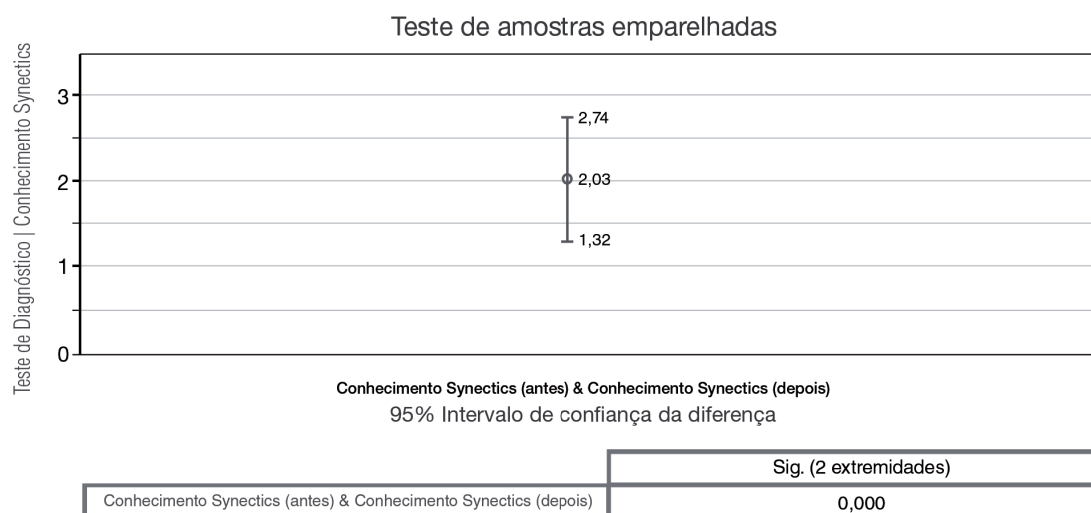 Teste de amostras emparelhadas
Teste de Diagnóstico | Conhecimento Synectics
3
2
1
0
2,74
2,03
1,32
Conhecimento Synectics (antes) & Conhecimento Synectics (depois)
95% Intervalo de confiança da diferença
Sig. (2 extremidades)
Conhecimento Synectics (antes) & Conhecimento Synectics (depois)
0,000